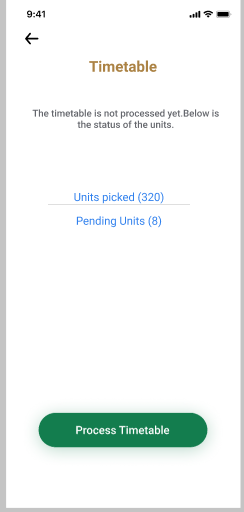 9:41
Timetable
The timetable is not processed yet.Below is
the status of the units.
Units picked (320)
Pending Units (8)
Process Timetable